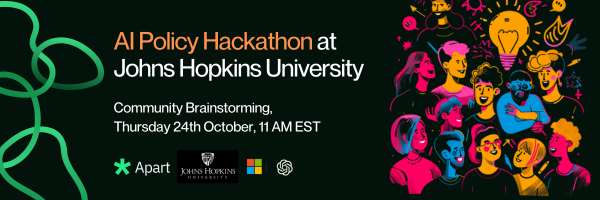 AI Policy Hackathon at
Johns Hopkins University
Community Brainstorming,
Thursday 24th October, 11 AM EST
Apart
JOHNS HOPKINS
UNIVERSITY